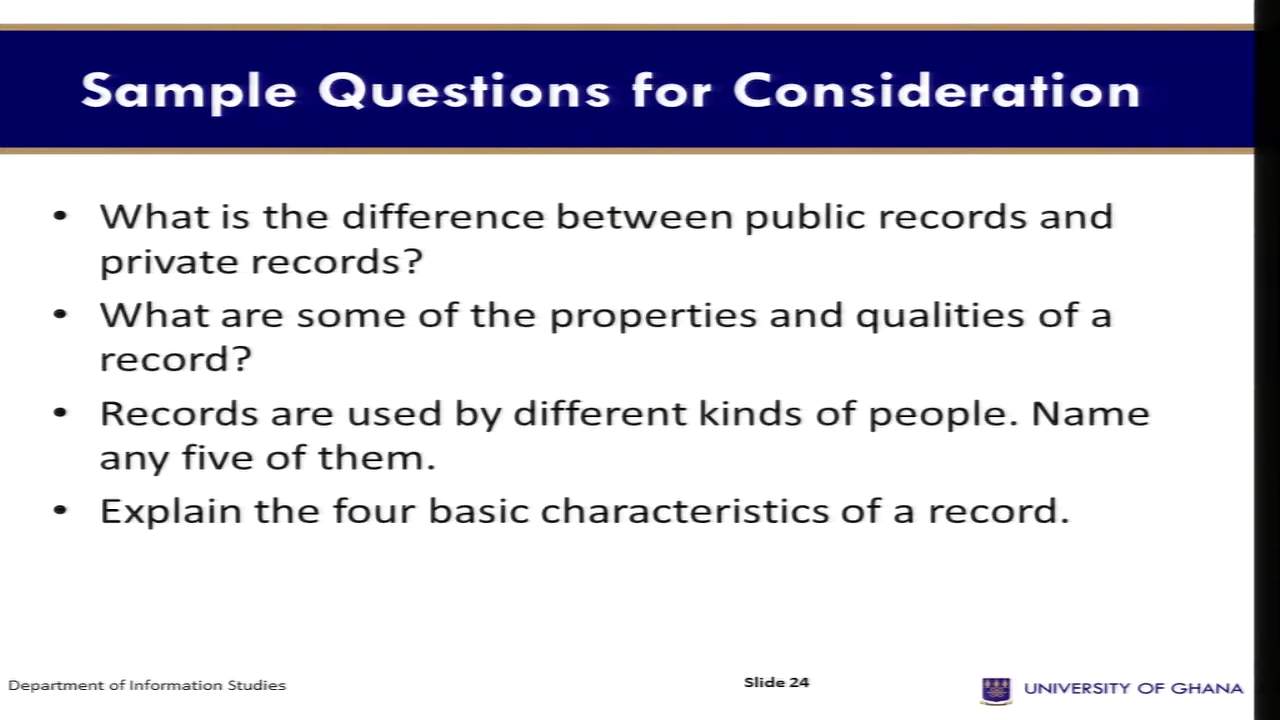 Sample Questions for Consideration
• What is the difference between public records and
private records?
• What are some of the properties and qualities of a
record?
• Records are used by different kinds of people. Name
any five of them.
• Explain the four basic characteristics of a record.
Department of Information Studies
Slide 24
UNIVERSITY OF GHANA